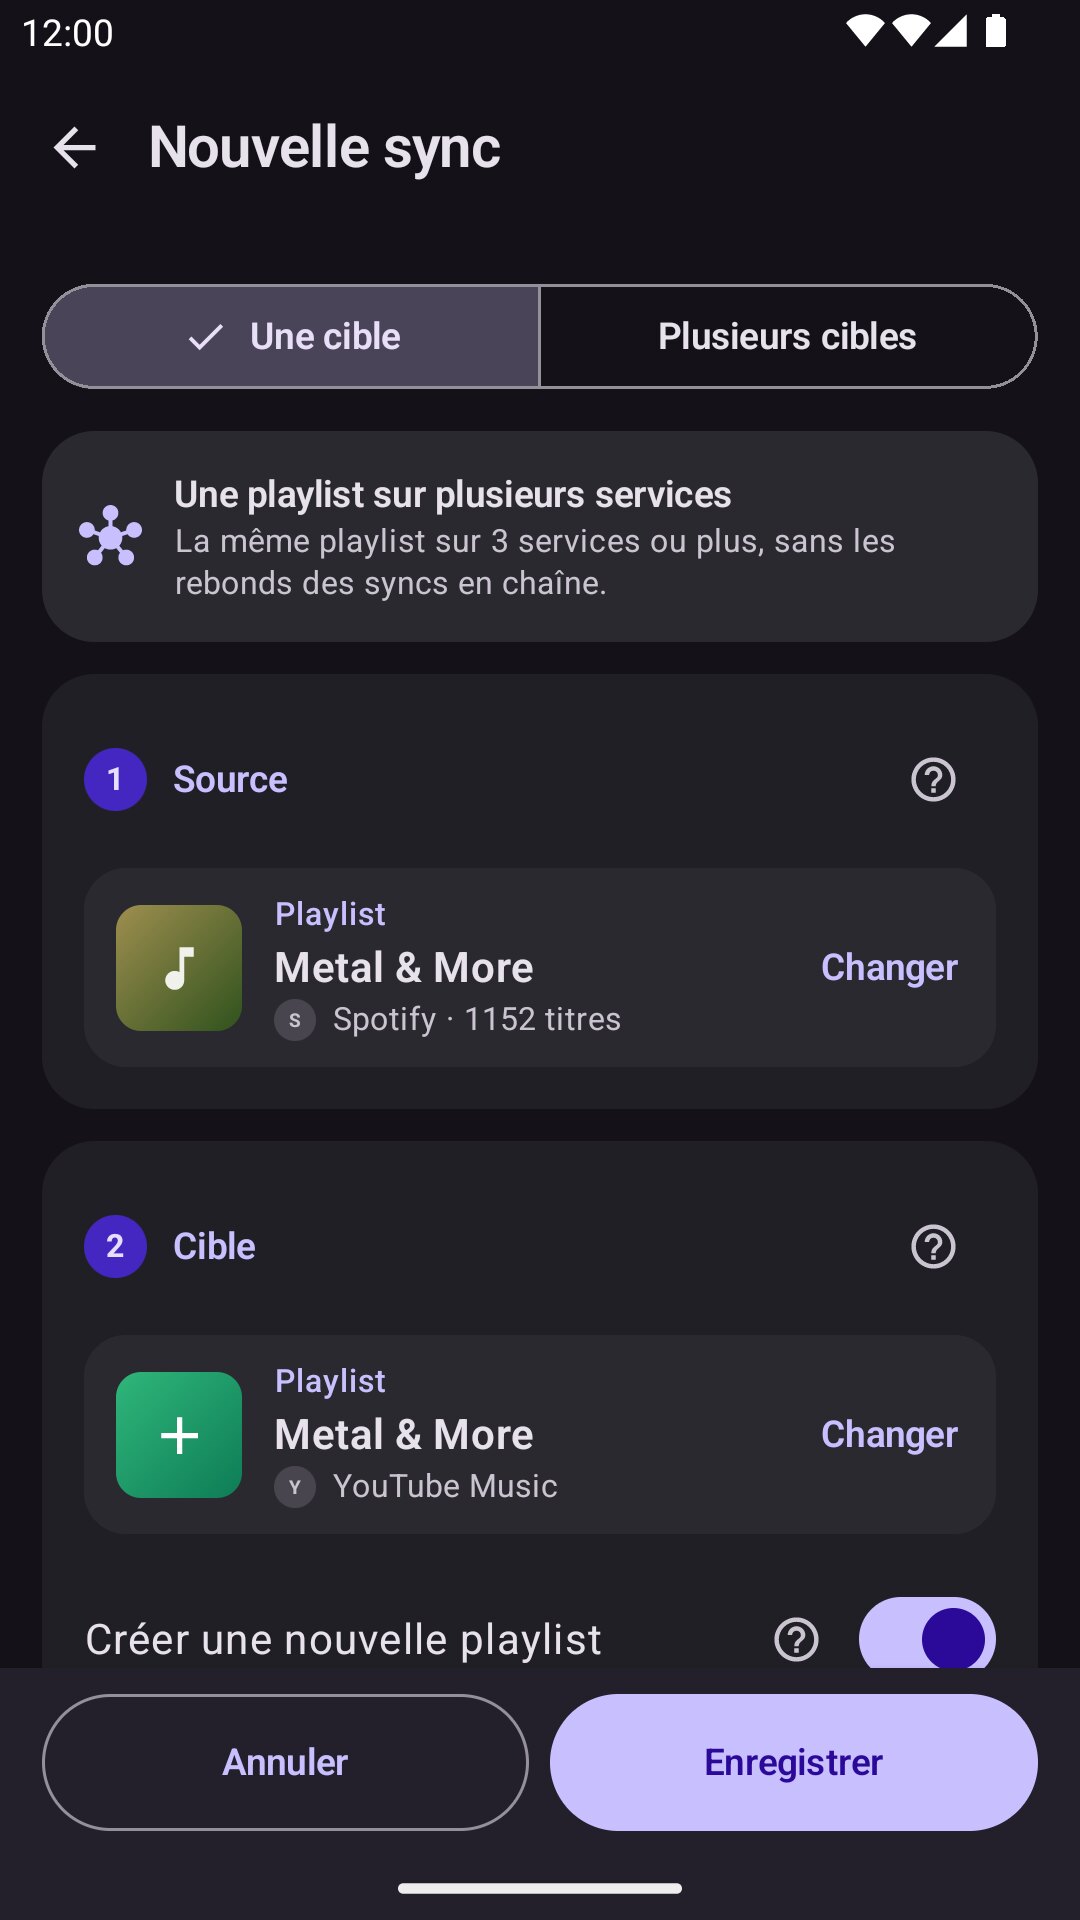 12:00
Nouvelle sync
Une cible
Plusieurs cibles
Une playlist sur plusieurs services
La même playlist sur 3 services ou plus, sans les
rebonds des syncs en chaîne.
1 Source
Playlist
Metal & More
Changer
S Spotify · 1152 titres
2 Cible
Playlist
Metal & More
Changer
Y YouTube Music
Créer une nouvelle playlist
Annuler
Enregistrer